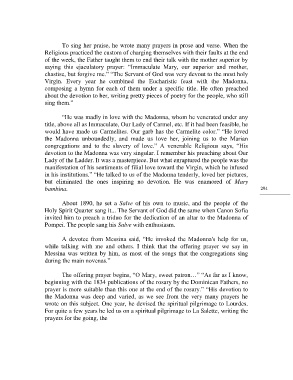 To sing her praise, he wrote many prayers in prose and verse. When the
Religious practiced the custom of charging themselves with their faults at the end
of the week, the Father taught them to end their talk with the mother superior by
saying this ejaculatory prayer: "Immaculate Mary, our superior and mother,
chastise, but forgive me." "The Servant of God was very devout to the most holy
Virgin. Every year he combined the Eucharistic feast with the Madonna,
composing a hymn for each of them under a specific title. He often preached
about the devotion to her, writing pretty pieces of poetry for the people, who still
sing them."
"He was madly in love with the Madonna, whom he venerated under any
title, above all as Immaculate, Our Lady of Carmel, etc. If it had been feasible, he
would have made us Carmelites. Our garb has the Carmelite color." "He loved
the Madonna unboundedly, and made us love her, joining us to the Marian
congregations and to the slavery of love." A venerable Religious says, "His
devotion to the Madonna was very singular. I remember his preaching about Our
Lady of the Ladder. It was a masterpiece. But what enraptured the people was the
manifestation of his sentiments of filial love toward the Virgin, which he infused
in his institutions." "He talked to us of the Madonna tenderly, loved her pictures,
but eliminated the ones inspiring no devotion. He was enamored of Mary
bambina.
291
About 1890, he set a Salve of his own to music, and the people of the
Holy Spirit Quarter sang it... The Servant of God did the same when Canon Sofia
invited him to preach a triduo for the dedication of an altar to the Madonna of
Pompei. The people sang his Salve with enthusiasm.
A devotee from Messina said, "He invoked the Madonna's help for us,
while talking with me and others. I think that the offering prayer we say in
Messina was written by him, as most of the songs that the congregations sing
during the main novenas."
The offering prayer begins, "O Mary, sweet patron..." "As far as I know,
beginning with the 1834 publications of the rosary by the Dominican Fathers, no
prayer is more suitable than this one at the end of the rosary." "His devotion to
the Madonna was deep and varied, as we see from the very many prayers he
wrote on this subject. One year, he devised the spiritual pilgrimage to Lourdes.
For quite a few years he led us on a spiritual pilgrimage to La Salette, writing the
prayers for the going, the